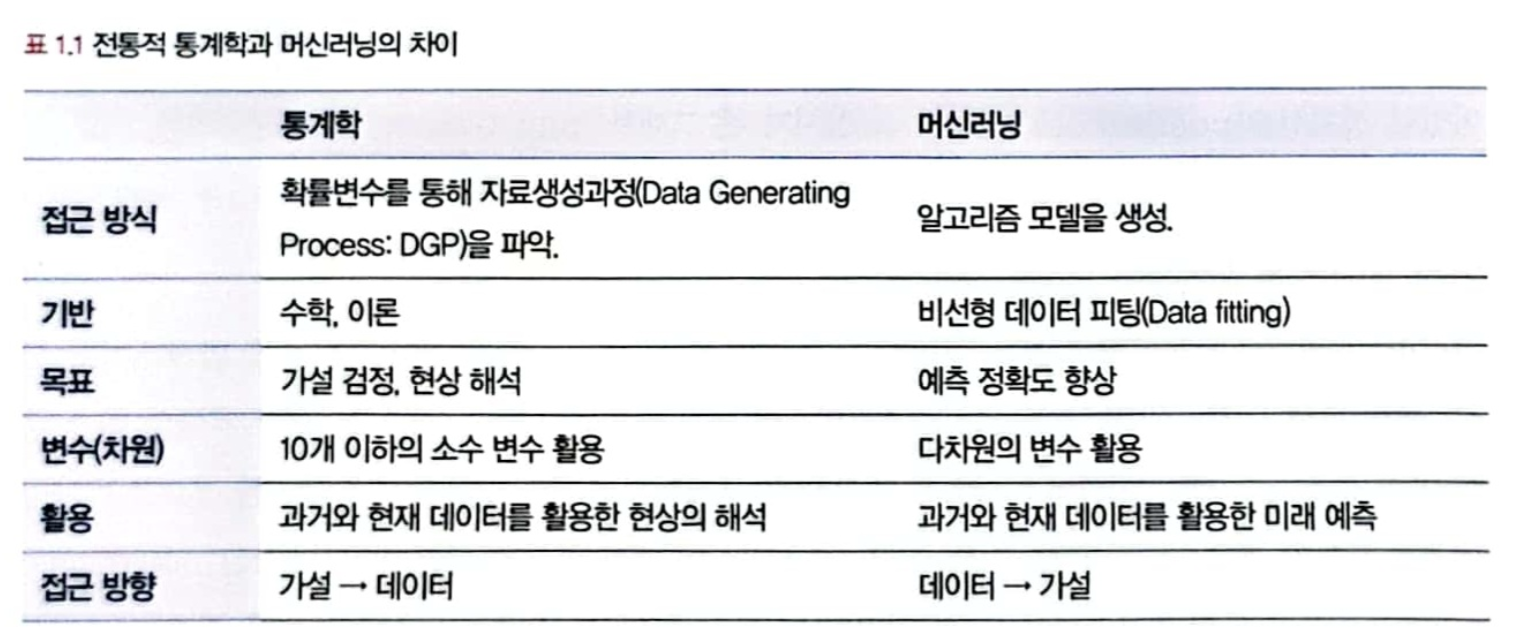 표 1.1 전통적 통계학과 머신러닝의 차이
통계학 머신러닝
접근 방식 확률변수를 통해 자료생성과정(Data Generating Process: DGP)을 파악. 알고리즘 모델을 생성.
기반 수학, 이론 비선형 데이터 피팅(Data fitting)
목표 가설 검정, 현상 해석 예측 정확도 향상
변수(차원) 10개 이하의 소수 변수 활용 다차원의 변수 활용
활용 과거와 현재 데이터를 활용한 현상의 해석 과거와 현재 데이터를 활용한 미래 예측
접근 방향 가설 → 데이터 데이터 → 가설